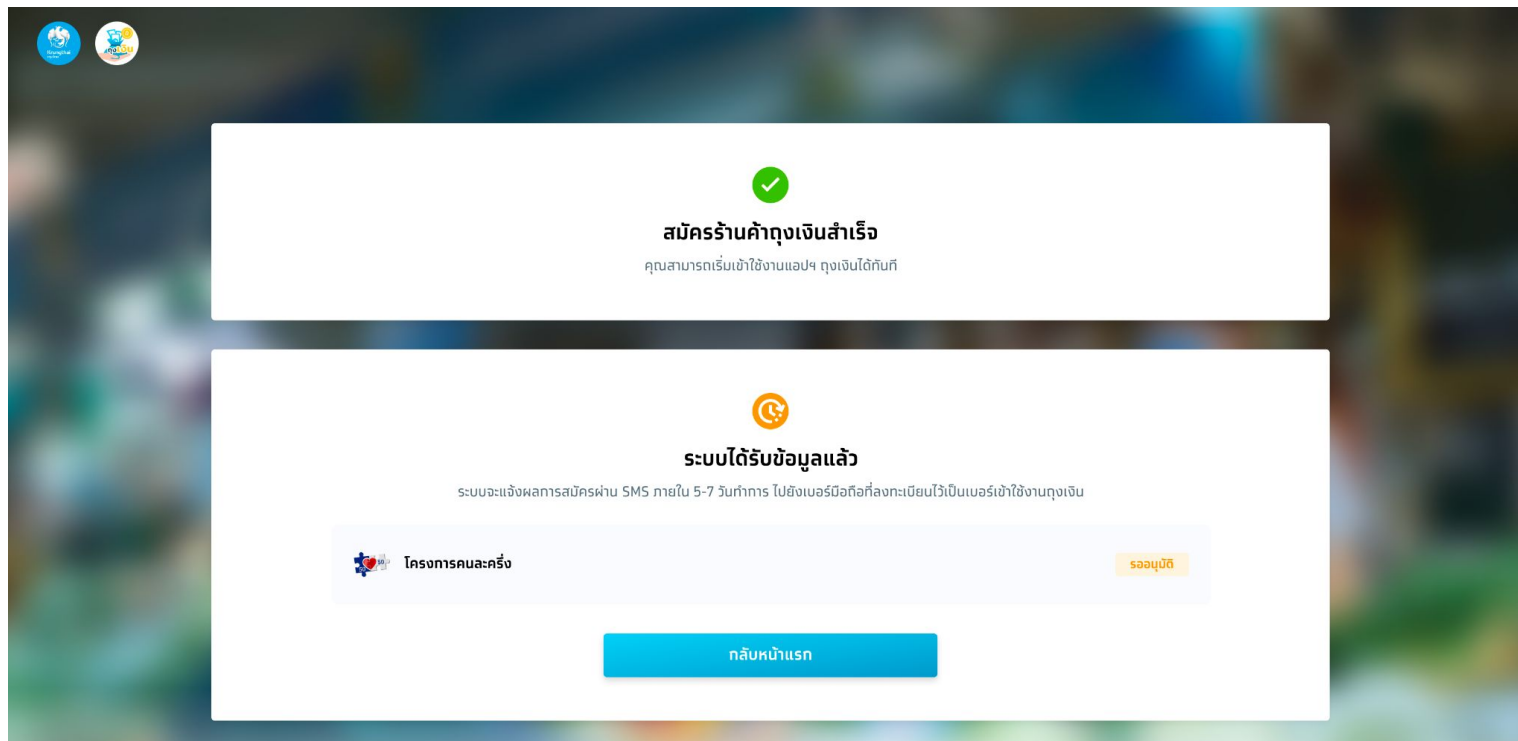 Krungthai
ถุงเงิน
สมัครร้านค้าถุงเงินสำเร็จ
คุณสามารถเริ่มเข้าใช้งานแอปฯ ถุงเงินได้ทันที
ระบบได้รับข้อมูลแล้ว
ระบบจะแจ้งผลการสมัครผ่าน SMS ภายใน 5-7 วันทำการ ไปยังเบอร์มือถือที่ลงทะเบียนไว้เป็นเบอร์เข้าใช้งานถุงเงิน
โครงการคนละครึ่ง
รออนุมัติ
กลับหน้าแรก